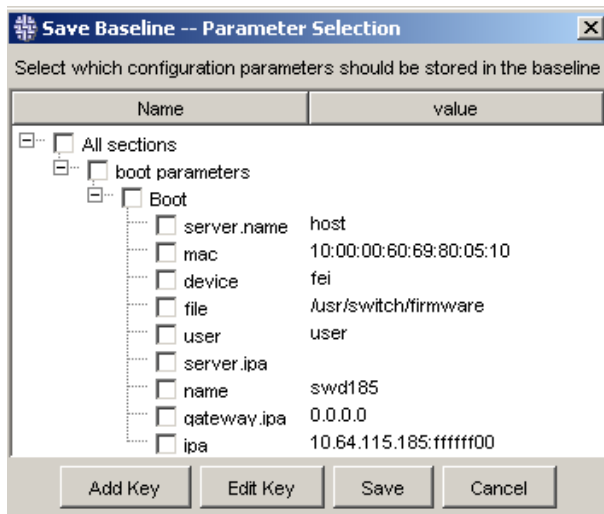 Save Baseline -- Parameter Selection
Select which configuration parameters should be stored in the baseline
Name value
All sections
boot parameters
Boot
server.name host
mac 10:00:00:60:69:80:05:10
device fei
file /usr/switch/firmware
user user
server.ipa
name swd185
gateway.ipa 0.0.0.0
ipa 10.64.115.185:ffffff00
Add Key Edit Key Save Cancel